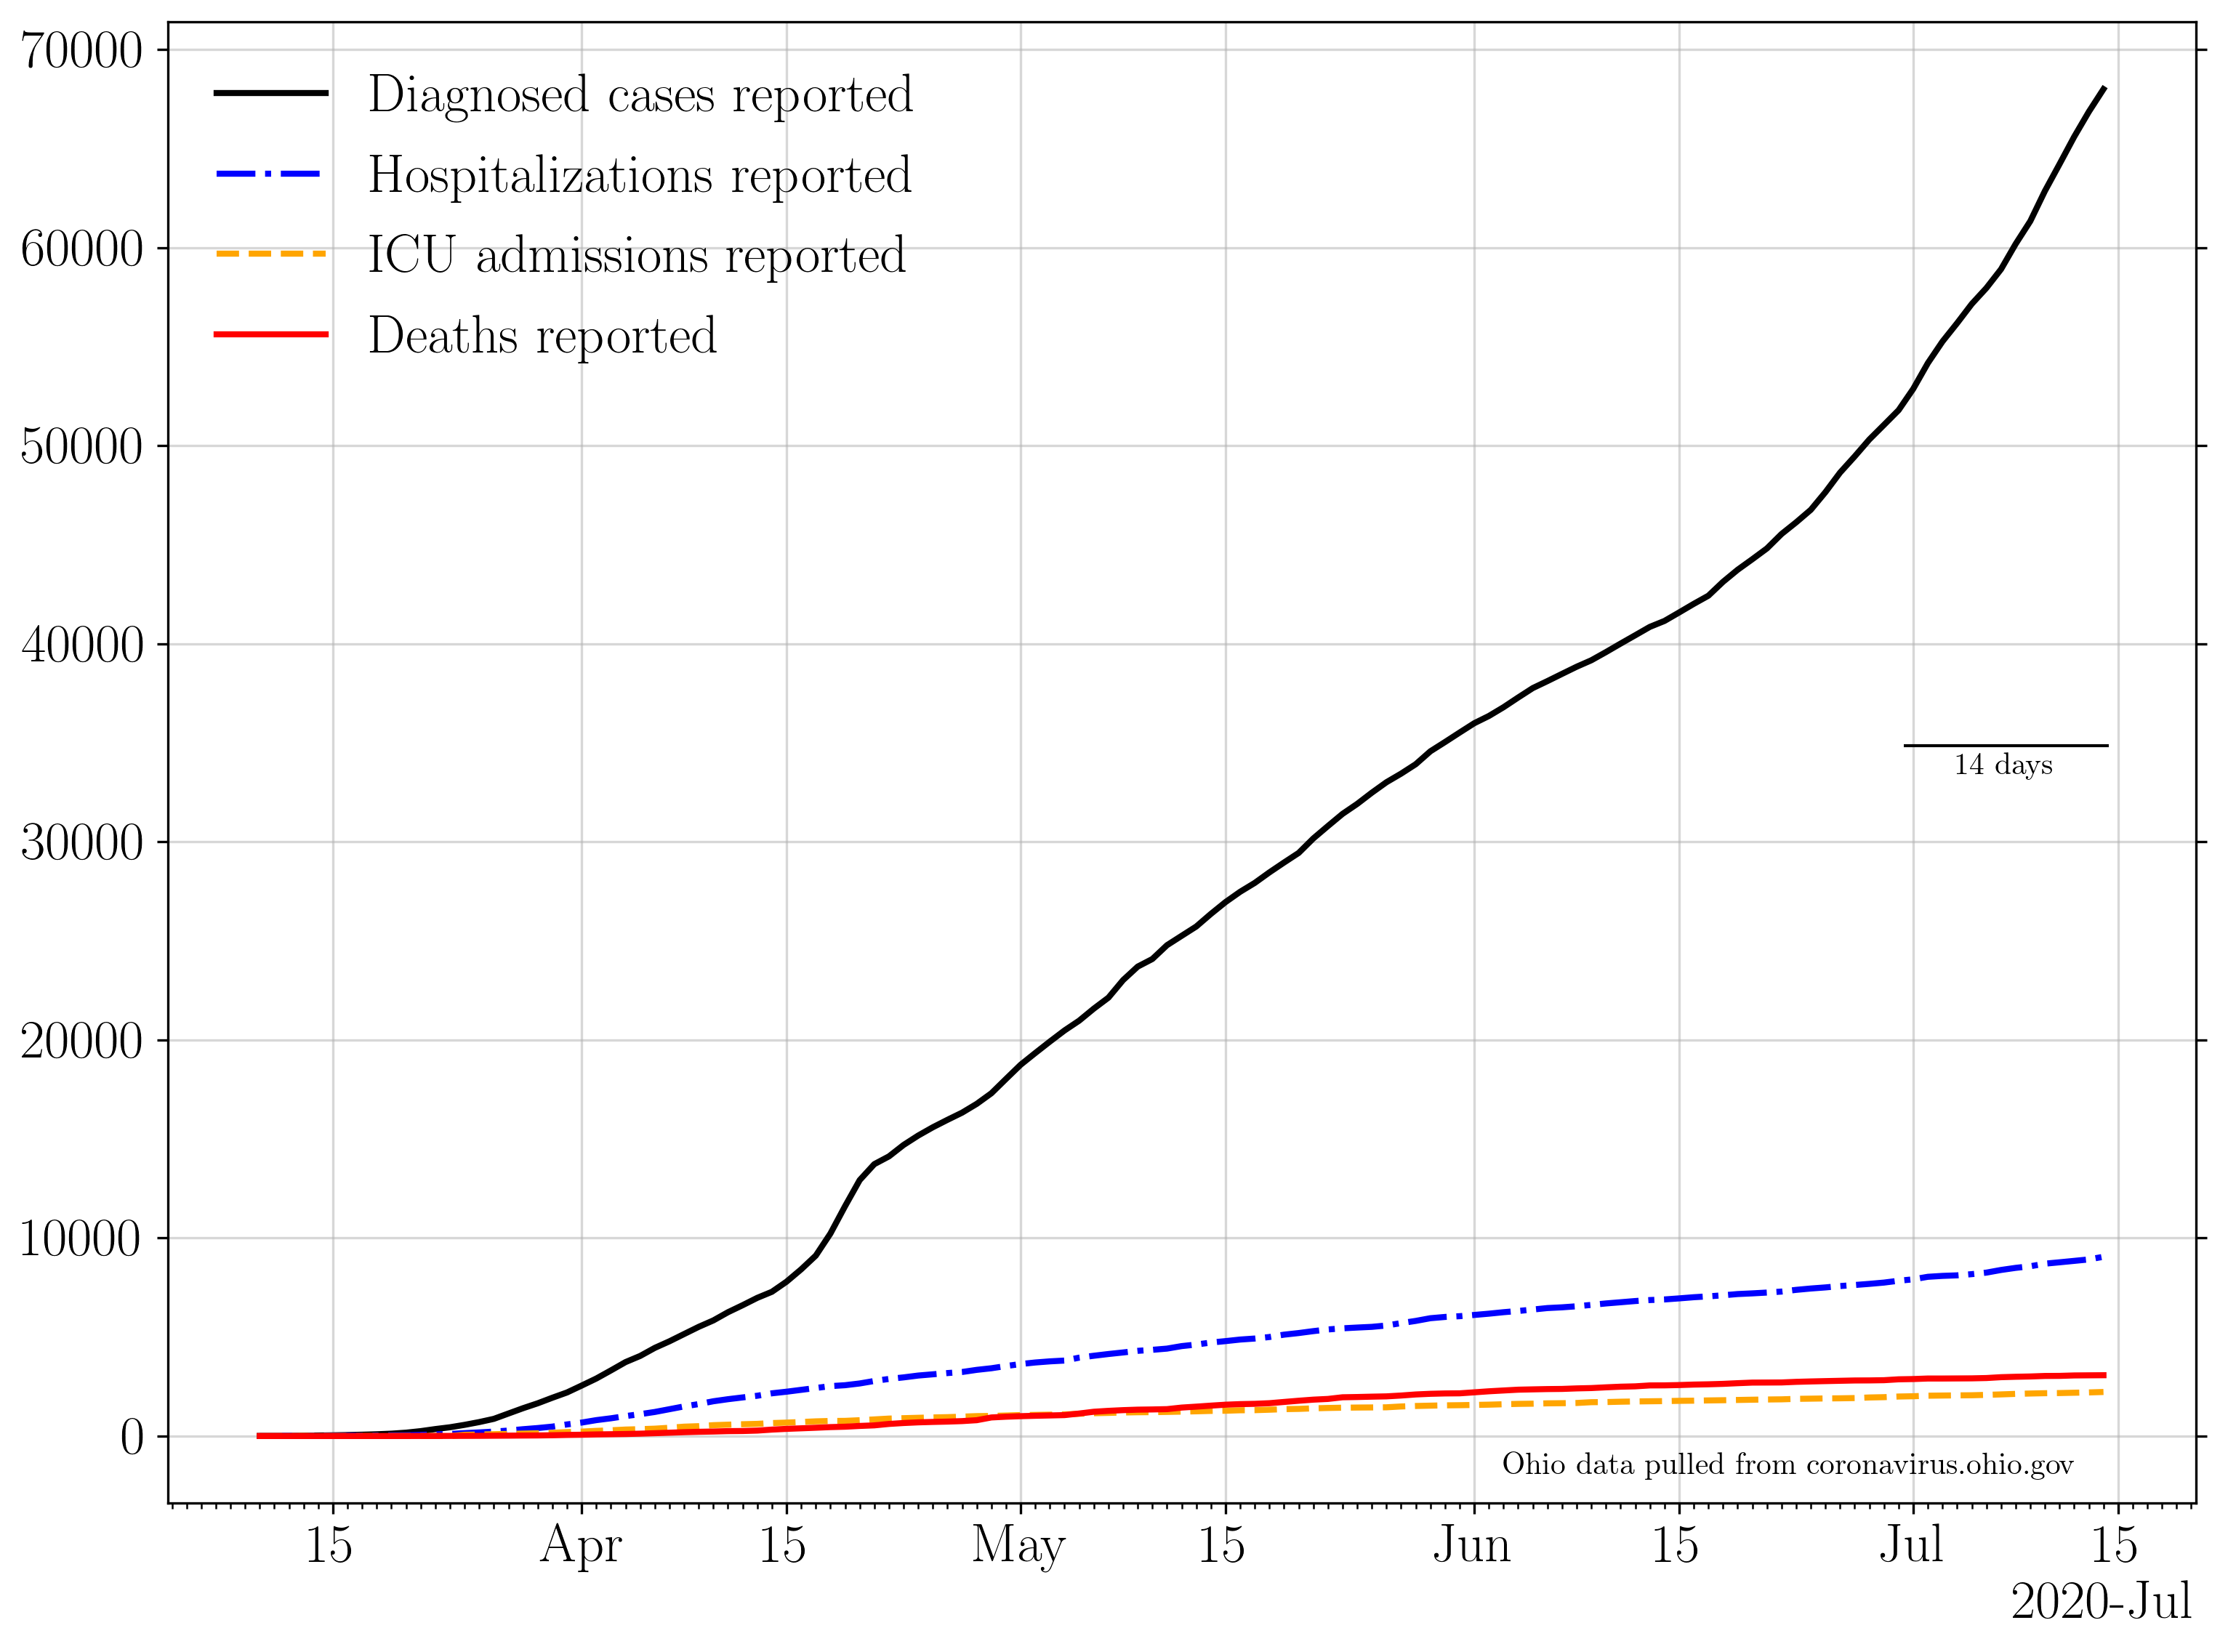 70000
60000
50000
40000
30000
20000
10000
0
Diagnosed cases reported
Hospitalizations reported
ICU admissions reported
Deaths reported
14 days
Ohio data pulled from coronavirus.ohio.gov
15 Apr 15 May 15 Jun 15 Jul 15
2020-Jul